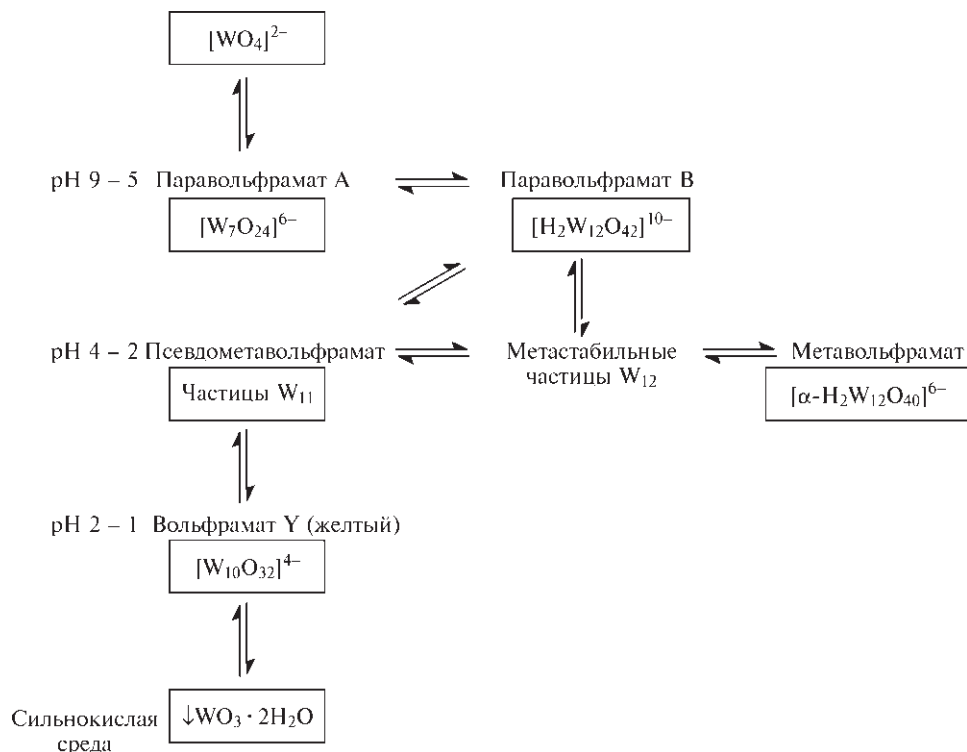 [WO₄]²⁻
pH 9 – 5 Паравольфрамат A Паравольфрамат B
[W₇O₂₄]⁶⁻ [H₂W₁₂O₄₂]¹⁰⁻
pH 4 – 2 Псевдометавольфрамат Метастабильные Метавольфрамат
частицы W₁₂
Частицы W₁₁ [α-H₂W₁₂O₄₀]⁶⁻
pH 2 – 1 Вольфрамат Y (желтый)
[W₁₀O₃₂]⁴⁻
Сильнокислая ↓WO₃ · 2H₂O
среда